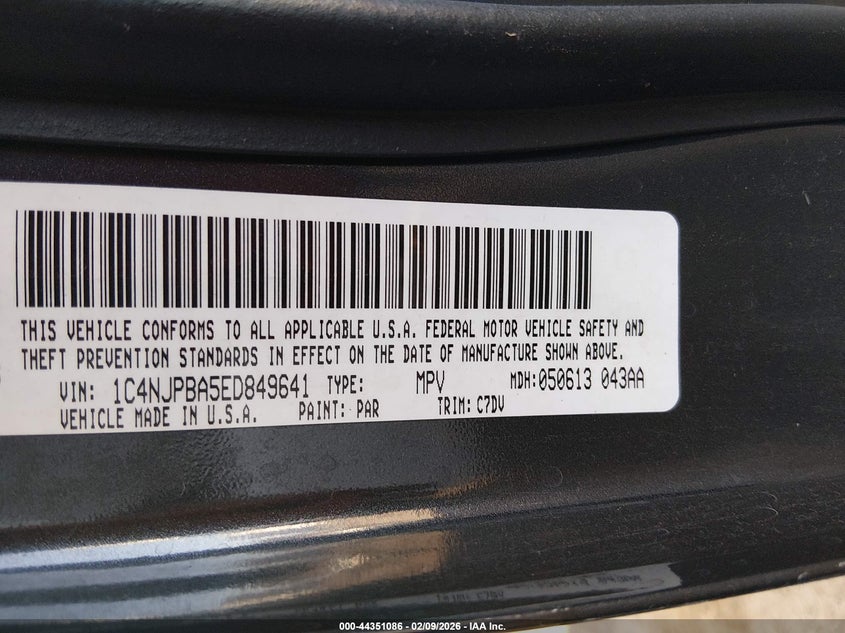 THIS VEHICLE CONFORMS TO ALL APPLICABLE U.S.A. FEDERAL MOTOR VEHICLE SAFETY AND
THEFT PREVENTION STANDARDS IN EFFECT ON THE DATE OF MANUFACTURE SHOWN ABOVE.
VIN: 1C4NJPBA5ED849641 TYPE: MPV MDH:050613 043AA
VEHICLE MADE IN U.S.A. PAINT: PAR TRIM: C7DV
000-44351086 - 02/09/2026 - IAA Inc.